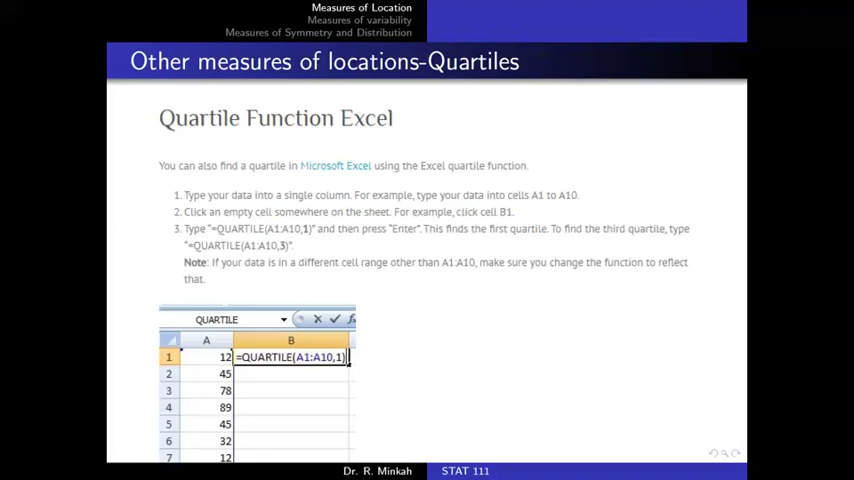 Measures of Location
Measures of variability
Measures of Symmetry and Distribution
Other measures of locations-Quartiles
Quartile Function Excel
You can also find a quartile in Microsoft Excel using the Excel quartile function.
1. Type your data into a single column. For example, type your data into cells A1 to A10.
2. Click an empty cell somewhere on the sheet. For example, click cell B1.
3. Type "=QUARTILE(A1:A10,1)" and then press "Enter". This finds the first quartile. To find the third quartile, type
"=QUARTILE(A1:A10,3)".
Note: If your data is in a different cell range other than A1:A10, make sure you change the function to reflect
that.
QUARTILE
A B
1 12 =QUARTILE(A1:A10,1)
2 45
3 78
4 89
5 45
6 32
7 12
Dr. R. Minkah STAT 111